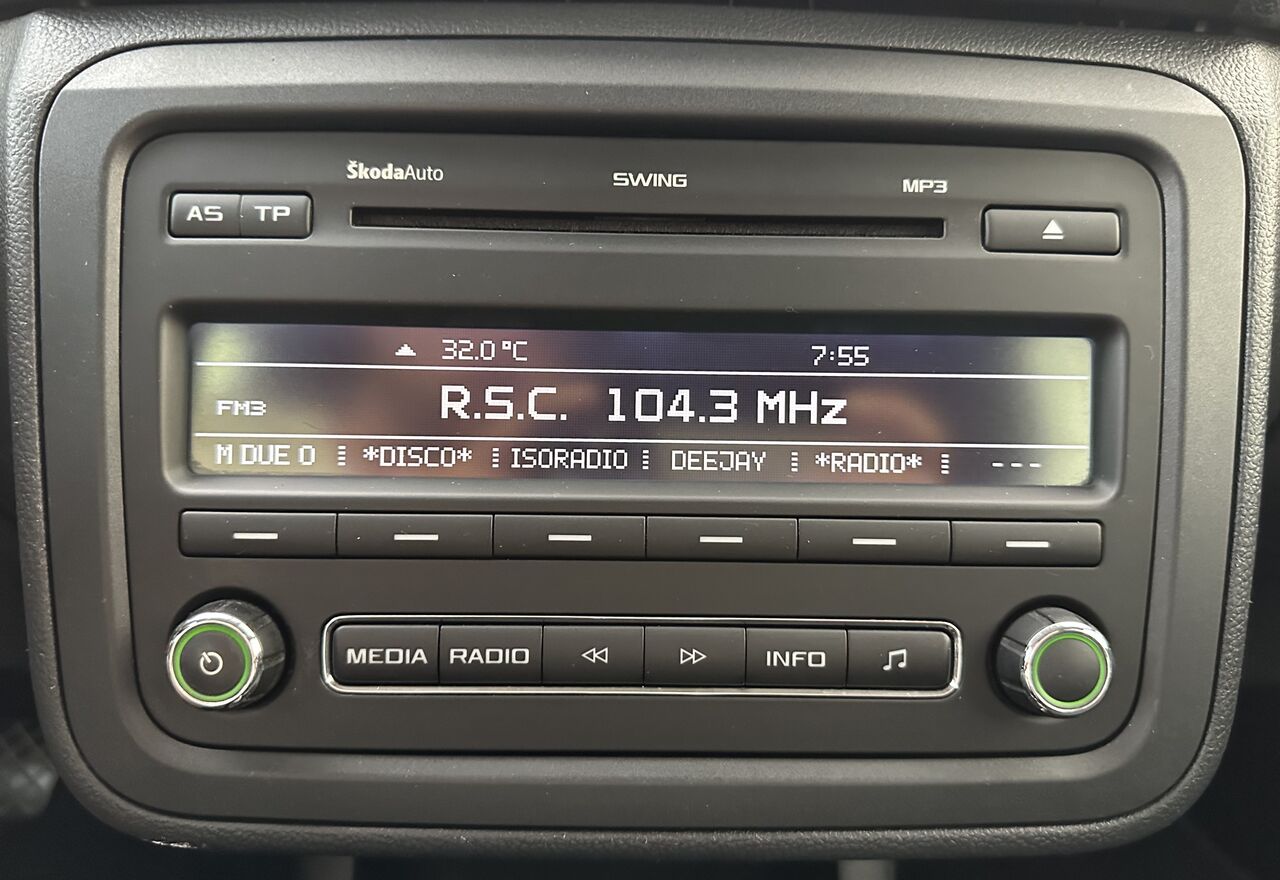 ŠkodaAuto SWING MP3
AS TP
32.0 °C 7:55
FM3 R.S.C. 104.3 MHz
M DUE O *DISCO* ISORADIO DEEJAY *RADIO* ---
MEDIA RADIO INFO